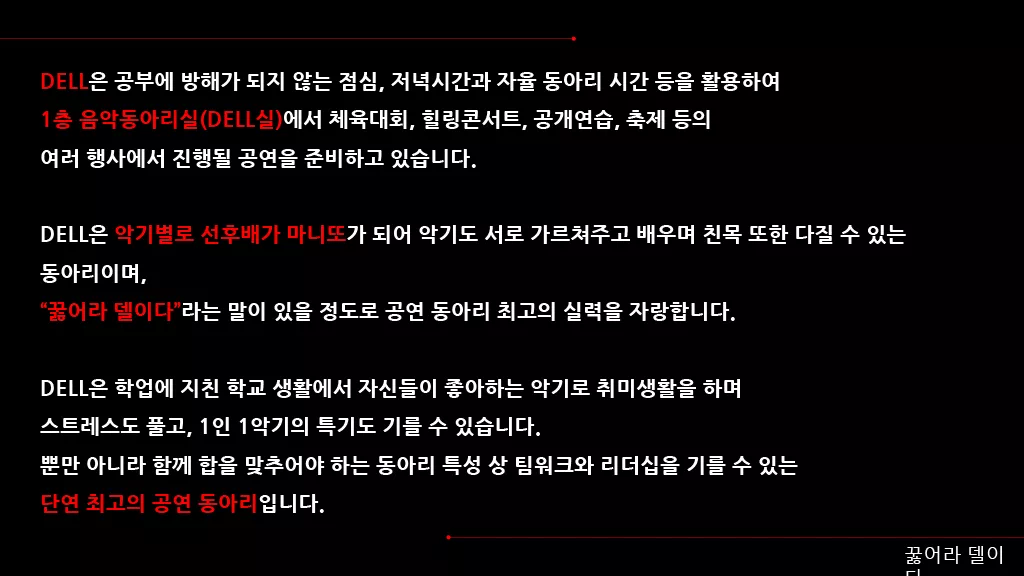 DELL은 공부에 방해가 되지 않는 점심, 저녁시간과 자율 동아리 시간 등을 활용하여
1층 음악동아리실(DELL실)에서 체육대회, 힐링콘서트, 공개연습, 축제 등의
여러 행사에서 진행될 공연을 준비하고 있습니다.
DELL은 악기별로 선후배가 마니또가 되어 악기도 서로 가르쳐주고 배우며 친목 또한 다질 수 있는
동아리이며,
“꿇어라 델이다”라는 말이 있을 정도로 공연 동아리 최고의 실력을 자랑합니다.
DELL은 학업에 지친 학교 생활에서 자신들이 좋아하는 악기로 취미생활을 하며
스트레스도 풀고, 1인 1악기의 특기도 기를 수 있습니다.
뿐만 아니라 함께 합을 맞추어야 하는 동아리 특성 상 팀워크와 리더십을 기를 수 있는
단연 최고의 공연 동아리입니다.
꿇어라 델이